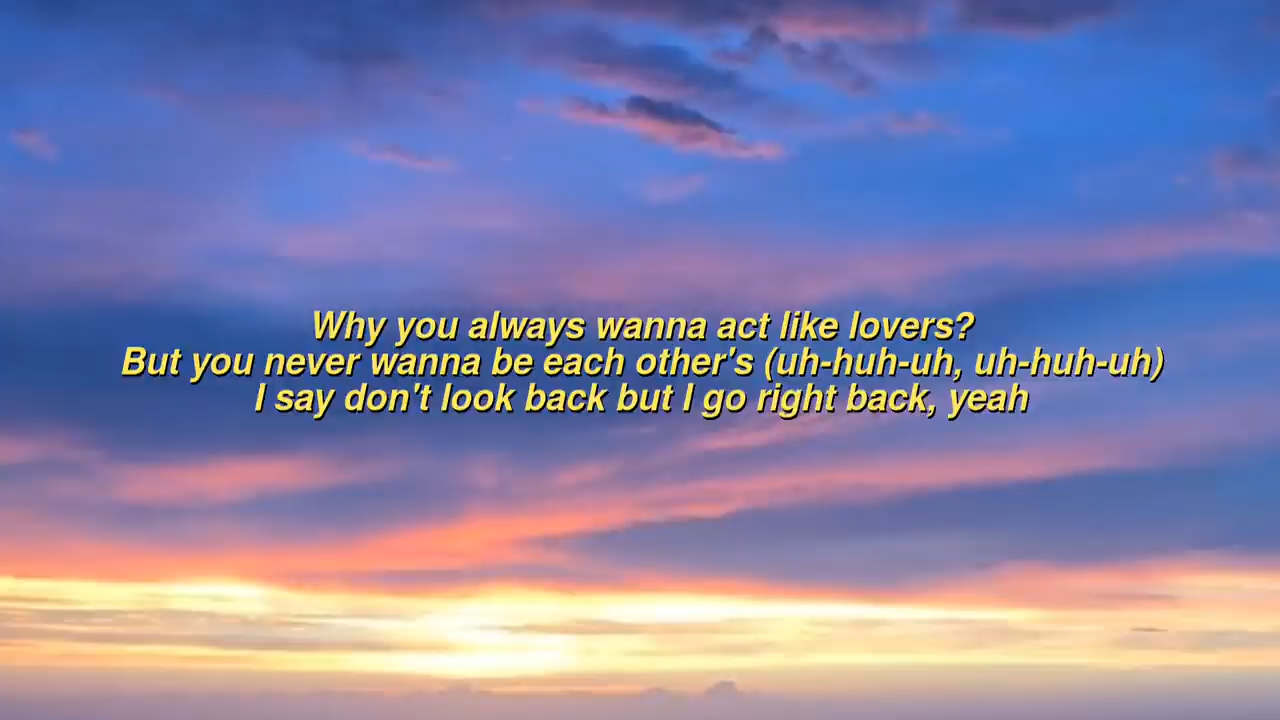 Why you always wanna act like lovers?
But you never wanna be each other's (uh-huh-uh, uh-huh-uh)
I say don't look back but I go right back, yeah